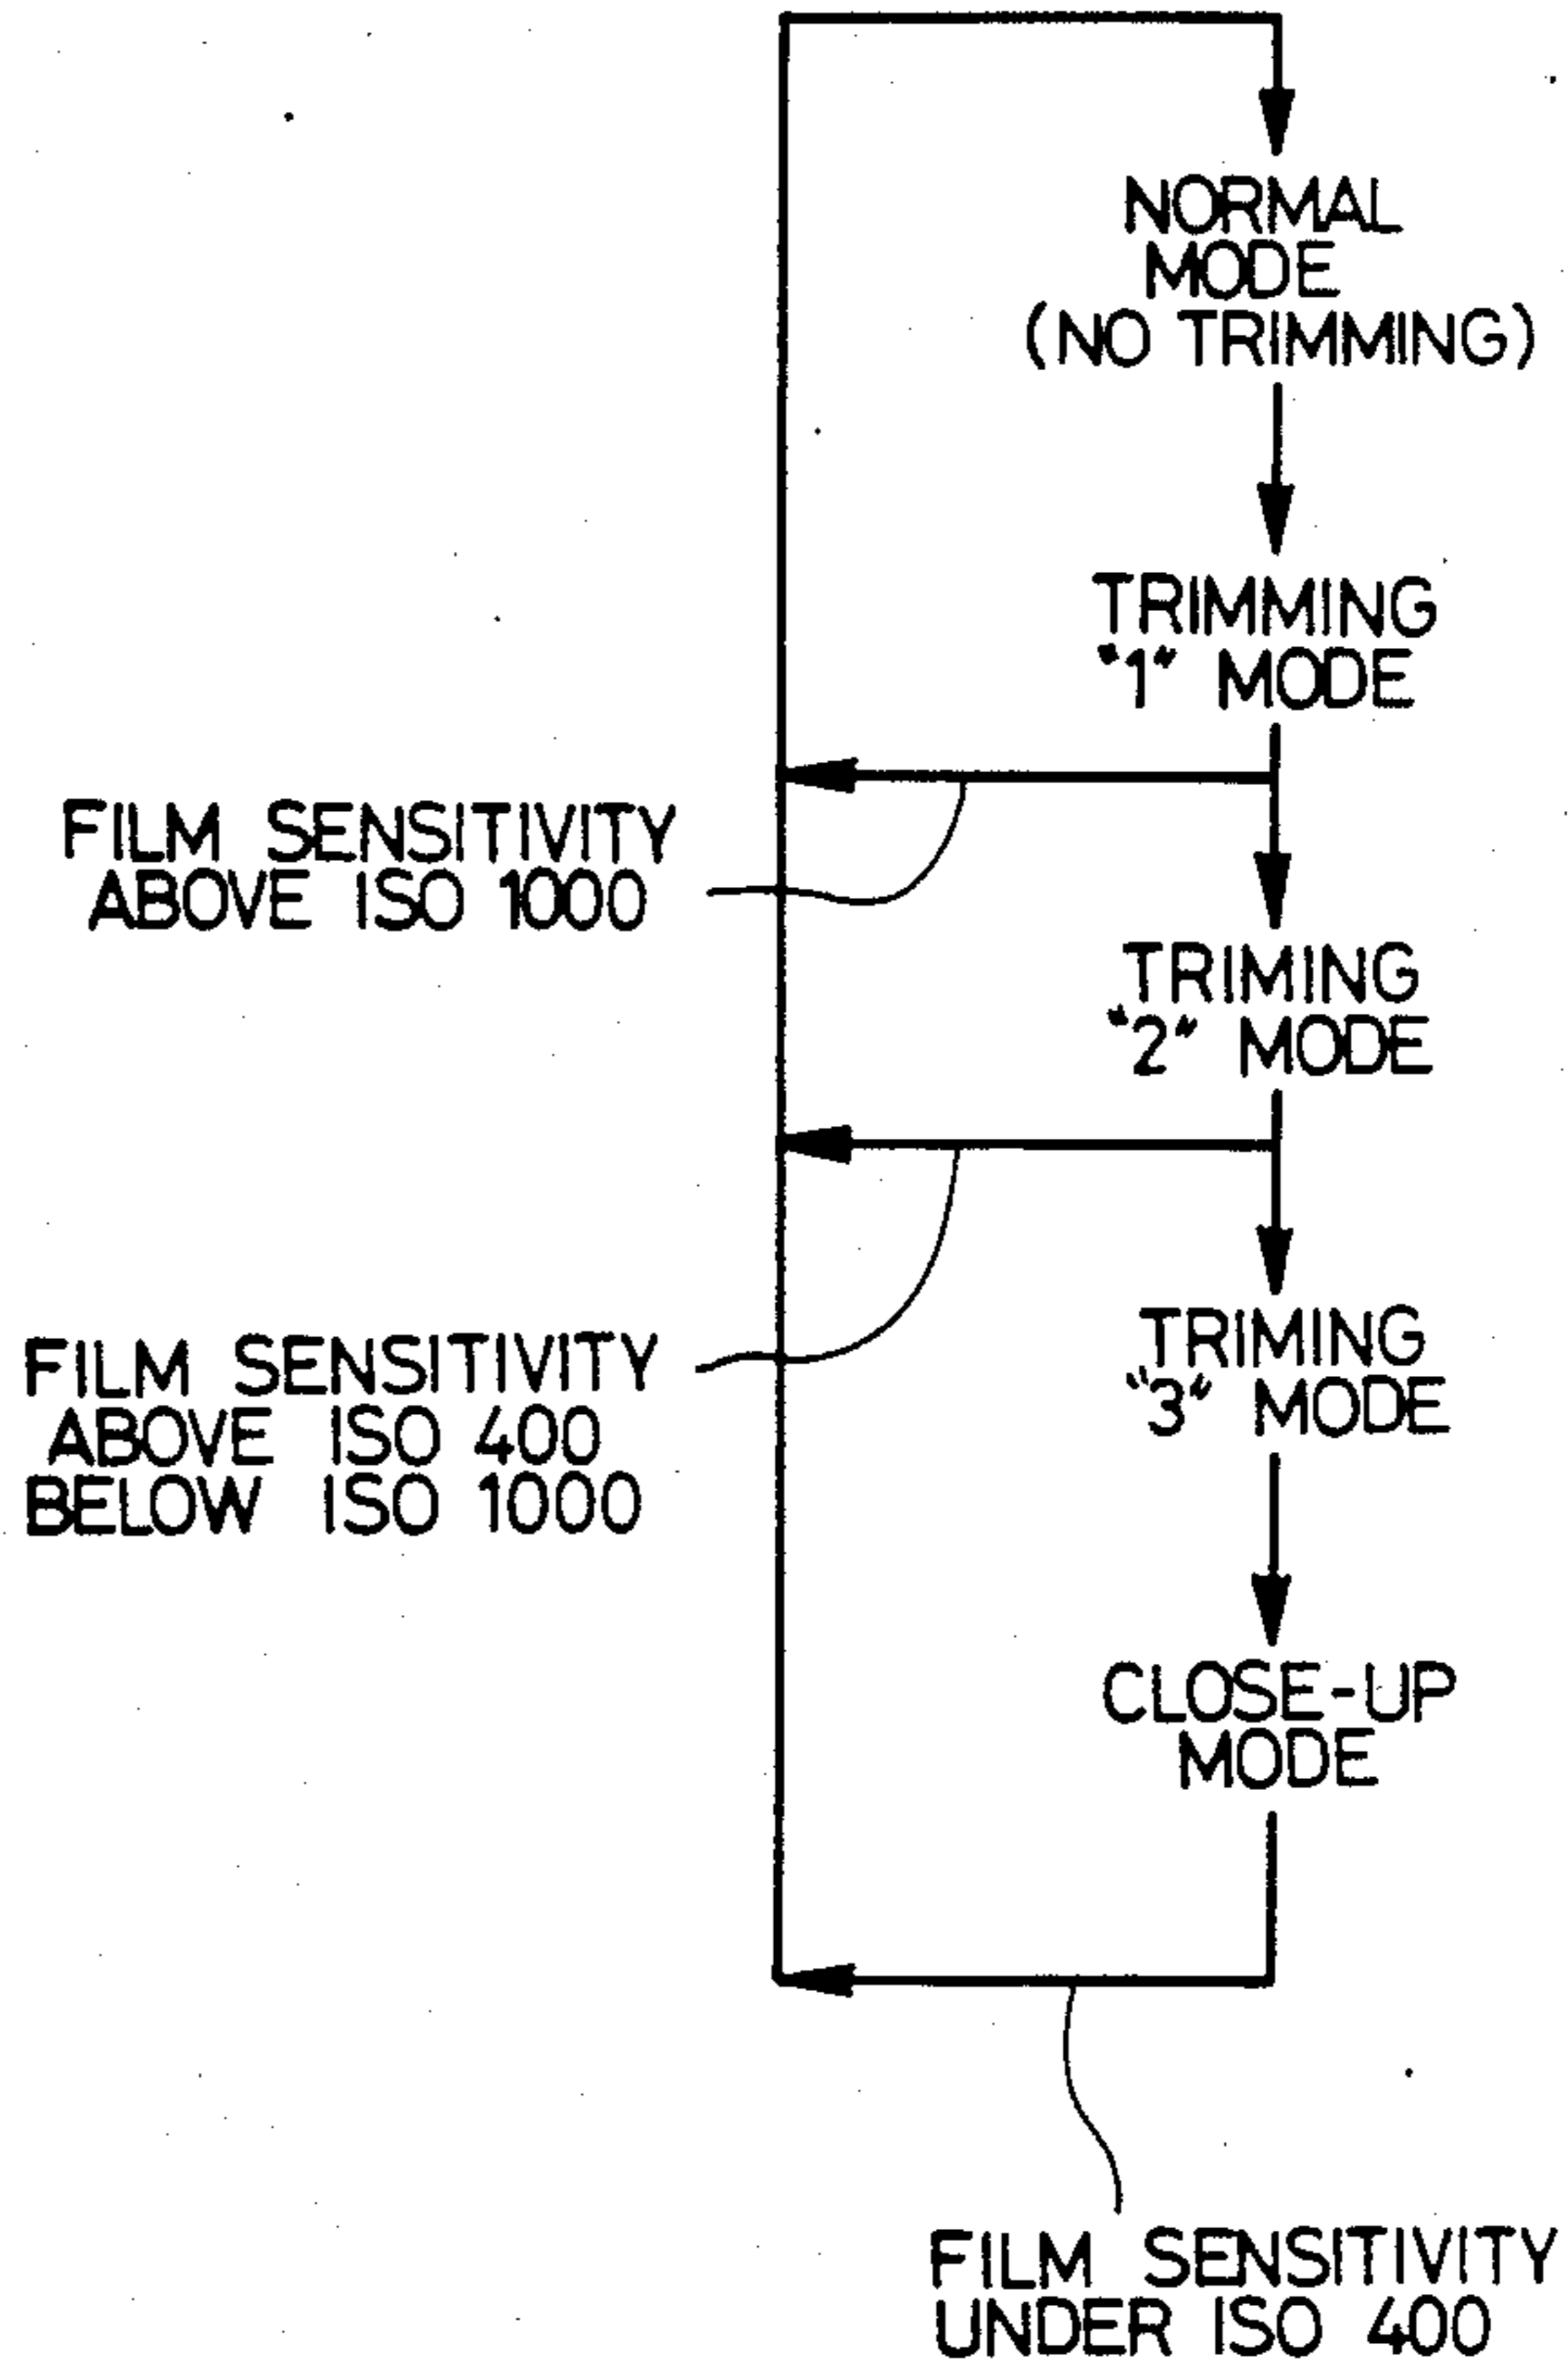 NORMAL
MODE
(NO TRIMMING)
TRIMMING
"1" MODE
FILM SENSITIVITY
ABOVE ISO 1000
TRIMING
"2" MODE
FILM SENSITIVITY
ABOVE ISO 400
BELOW ISO 1000
TRIMING
"3" MODE
CLOSE-UP
MODE
FILM SENSITIVITY
UNDER ISO 400